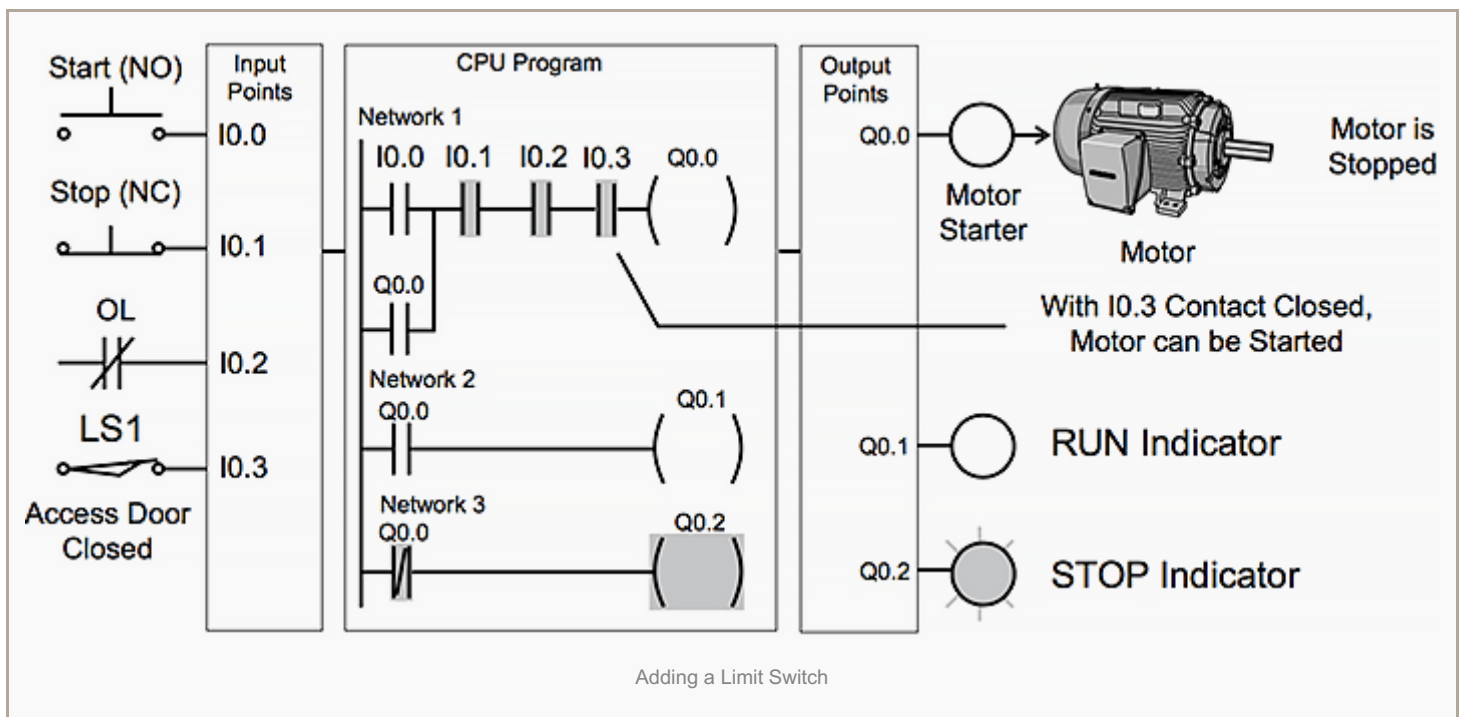 Start (NO)
I0.0
Stop (NC)
I0.1
OL
I0.2
LS1
I0.3
Access Door
Closed
Input
Points
CPU Program
Network 1
I0.0 I0.1 I0.2 I0.3 Q0.0
Q0.0
Network 2
Q0.0 Q0.1
Network 3
Q0.0 Q0.2
Output
Points
Q0.0
Motor
Starter
Motor
Motor is
Stopped
With I0.3 Contact Closed,
Motor can be Started
Q0.1
RUN Indicator
Q0.2
STOP Indicator
Adding a Limit Switch